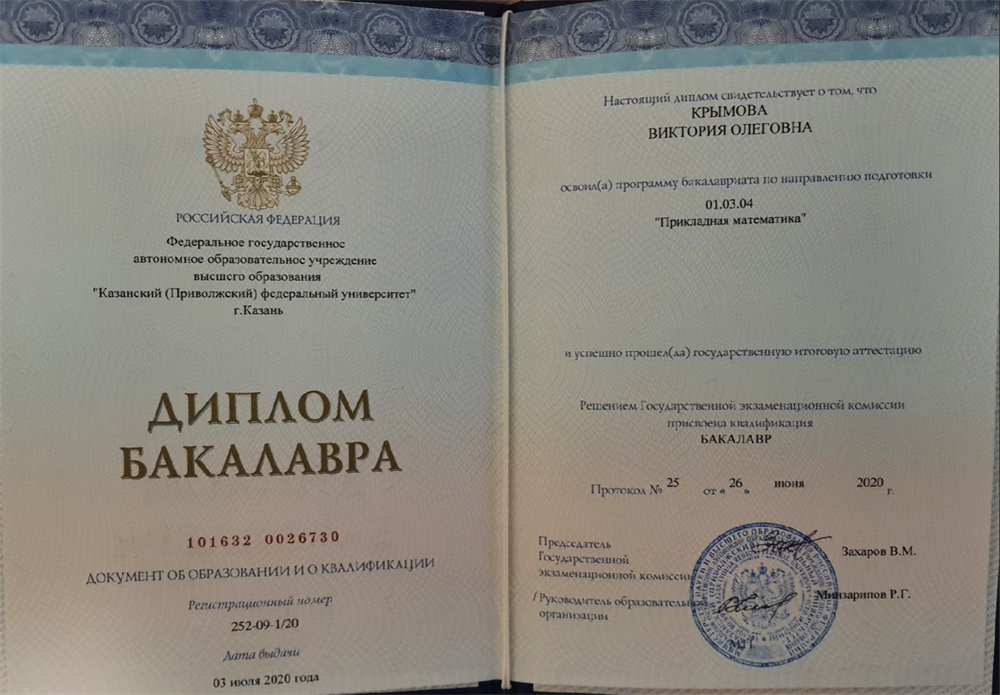 РОССИЙСКАЯ ФЕДЕРАЦИЯ
Федеральное государственное
автономное образовательное учреждение
высшего образования
"Казанский (Приволжский) федеральный университет"
г.Казань
ДИПЛОМ
БАКАЛАВРА
101632 0026730
ДОКУМЕНТ ОБ ОБРАЗОВАНИИ И О КВАЛИФИКАЦИИ
Регистрационный номер
252-09-1/20
Дата выдачи
03 июля 2020 года
Настоящий диплом свидетельствует о том, что
КРЫМОВА
ВИКТОРИЯ ОЛЕГОВНА
освоил(а) программу бакалавриата по направлению подготовки
01.03.04
"Прикладная математика"
и успешно прошел(ла) государственную итоговую аттестацию
Решением Государственной экзаменационной комиссии
присвоена квалификация
БАКАЛАВР
Протокол № 25 от « 26 » июня 2020 г.
Председатель
Государственной
экзаменационной комиссии
Захаров В.М.
/ Руководитель образовательной
организации
Минзарипов Р.Г.
М.П.